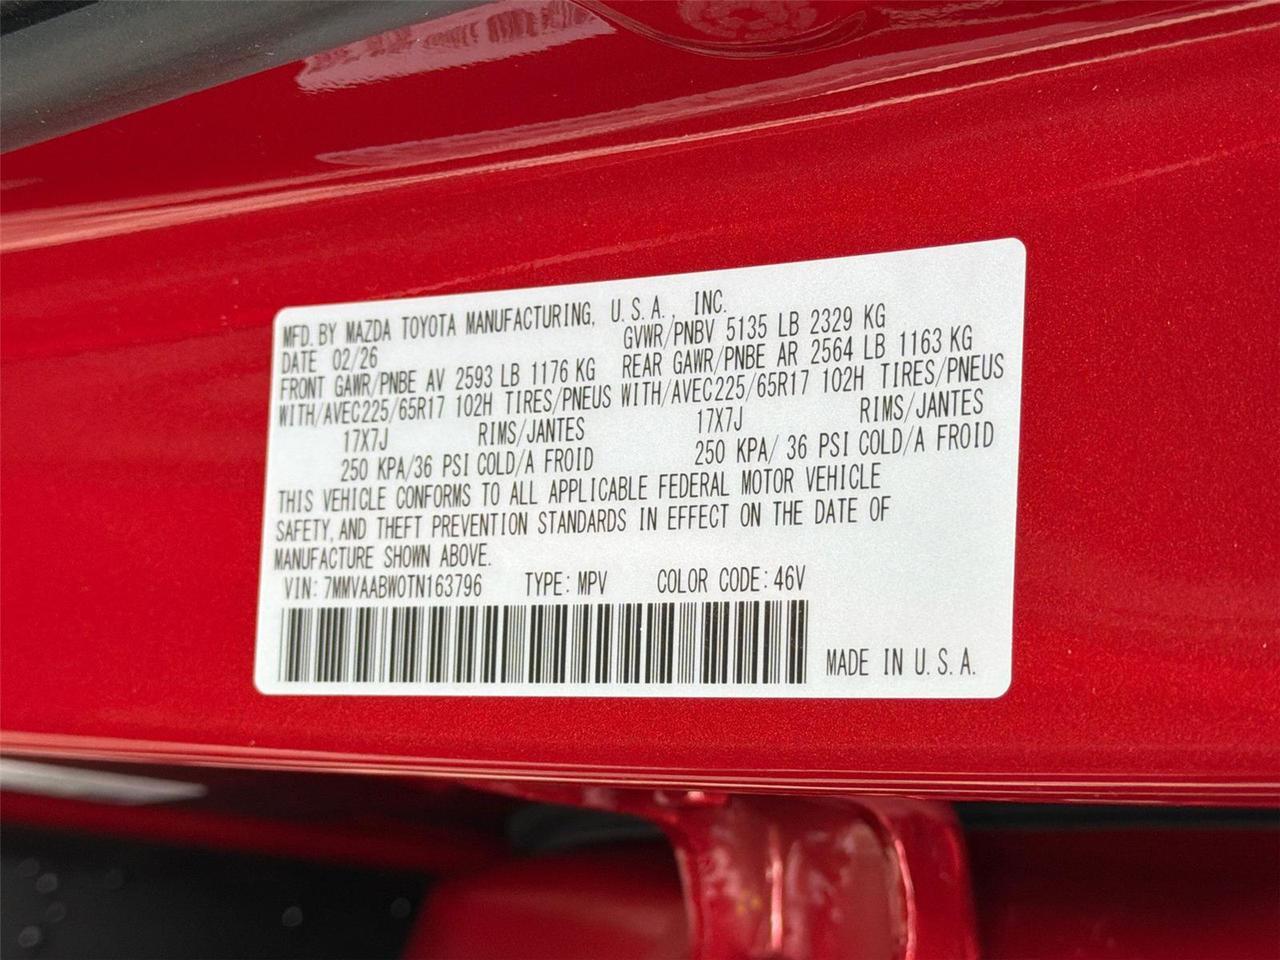 MFD. BY MAZDA TOYOTA MANUFACTURING, U.S.A., INC.
DATE 02/26 GVWR/PNBV 5135 LB 2329 KG
FRONT GAWR/PNBE AV 2593 LB 1176 KG REAR GAWR/PNBE AR 2564 LB 1163 KG
WITH/AVEC225/65R17 102H TIRES/PNEUS WITH/AVEC225/65R17 102H TIRES/PNEUS
17X7J RIMS/JANTES 17X7J RIMS/JANTES
250 KPA/36 PSI COLD/A FROID 250 KPA/ 36 PSI COLD/A FROID
THIS VEHICLE CONFORMS TO ALL APPLICABLE FEDERAL MOTOR VEHICLE
SAFETY, AND THEFT PREVENTION STANDARDS IN EFFECT ON THE DATE OF
MANUFACTURE SHOWN ABOVE.
VIN: 7MMVAABW0TN163796 TYPE: MPV COLOR CODE: 46V
MADE IN U.S.A.